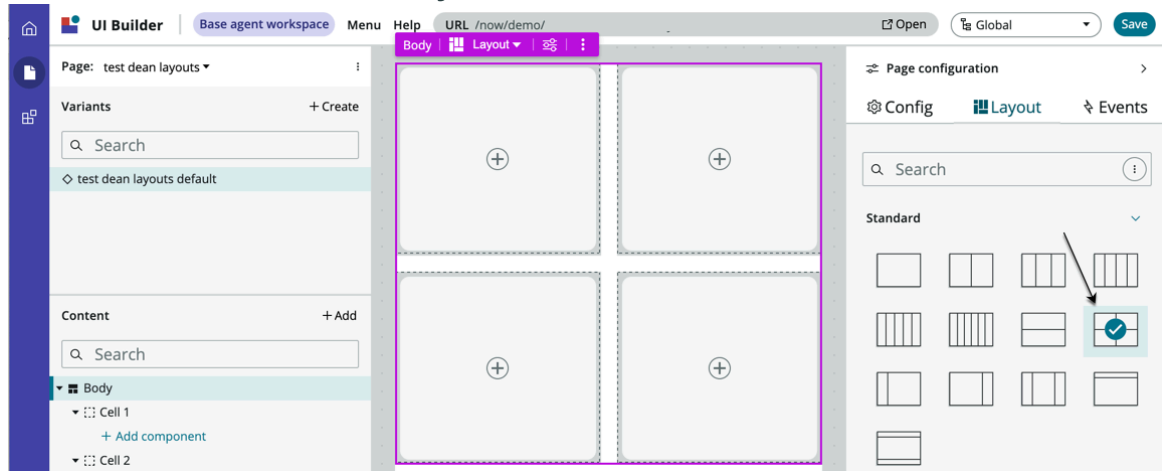 UI Builder
Base agent workspace
Menu
Help
URL /now/demo/
Open
Global
Save
Page: test dean layouts
Variants
+ Create
Search
test dean layouts default
Content
+ Add
Search
Body
Cell 1
+ Add component
Cell 2
Body
Layout
Page configuration
Config
Layout
Events
Search
Standard